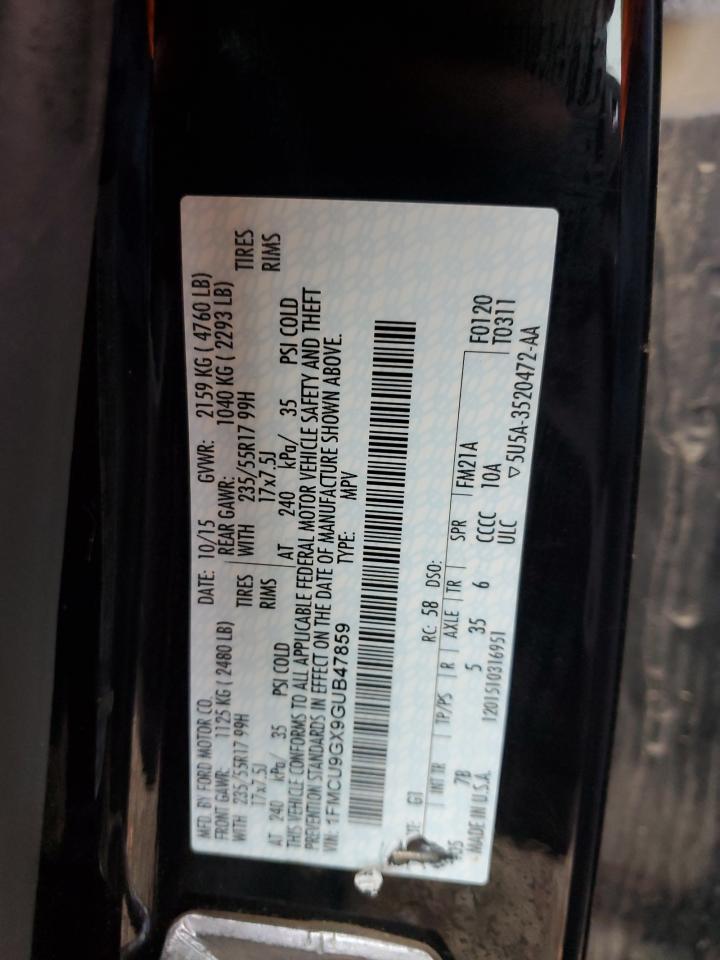 MFD. BY FORD MOTOR CO.
DATE: 10/15 GVWR: 2159 KG ( 4760 LB)
FRONT GAWR: 1125 KG ( 2480 LB) REAR GAWR: 1040 KG ( 2293 LB)
WITH 235/55R17 99H TIRES WITH 235/55R17 99H TIRES
17x7.5J RIMS 17x7.5J RIMS
AT 240 kPa/ 35 PSI COLD AT 240 kPa/ 35 PSI COLD
THIS VEHICLE CONFORMS TO ALL APPLICABLE FEDERAL MOTOR VEHICLE SAFETY AND THEFT
PREVENTION STANDARDS IN EFFECT ON THE DATE OF MANUFACTURE SHOWN ABOVE.
VIN: 1FMCU9GX9GUB47859 TYPE: MPV
G1 RC: 58 DSO: F0120
INT TR TP/PS R AXLE TR SPR FM21A T0311
7B 5 35 6 CCCC 10A
MADE IN U.S.A. 1201510316951 ULC ▽5U5A-3520472-AA